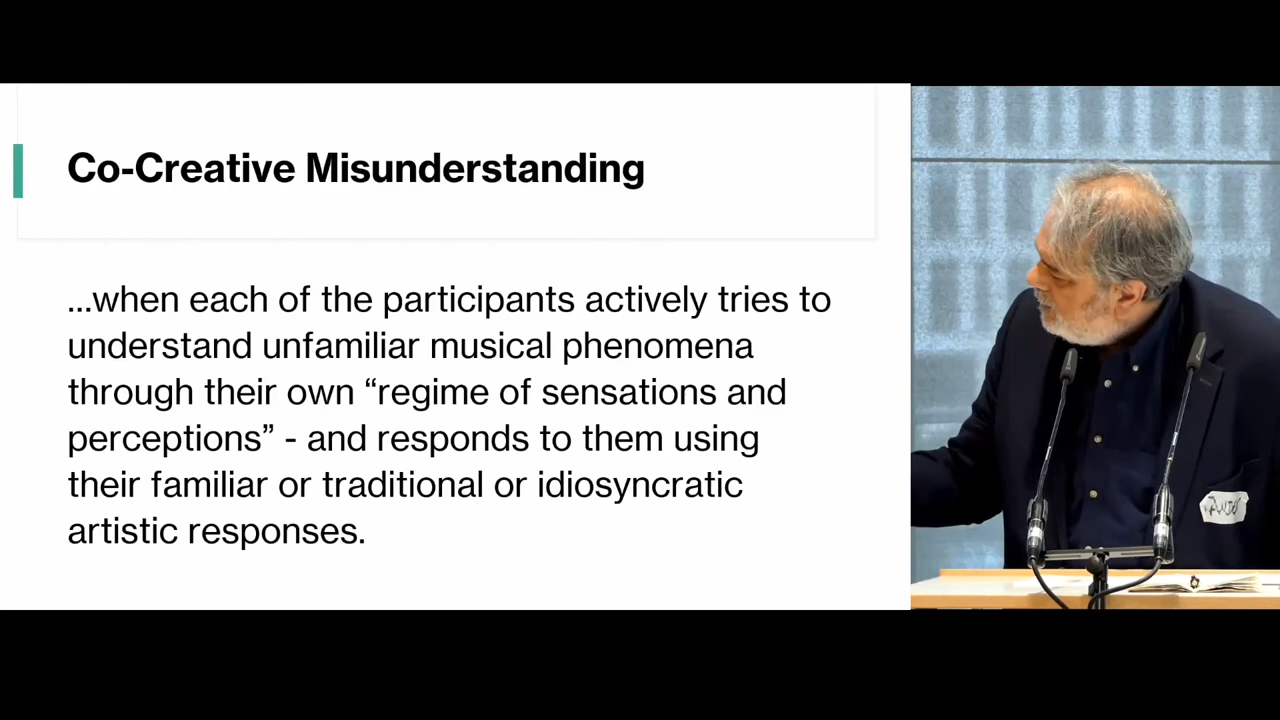 Co-Creative Misunderstanding
...when each of the participants actively tries to
understand unfamiliar musical phenomena
through their own “regime of sensations and
perceptions” - and responds to them using
their familiar or traditional or idiosyncratic
artistic responses.